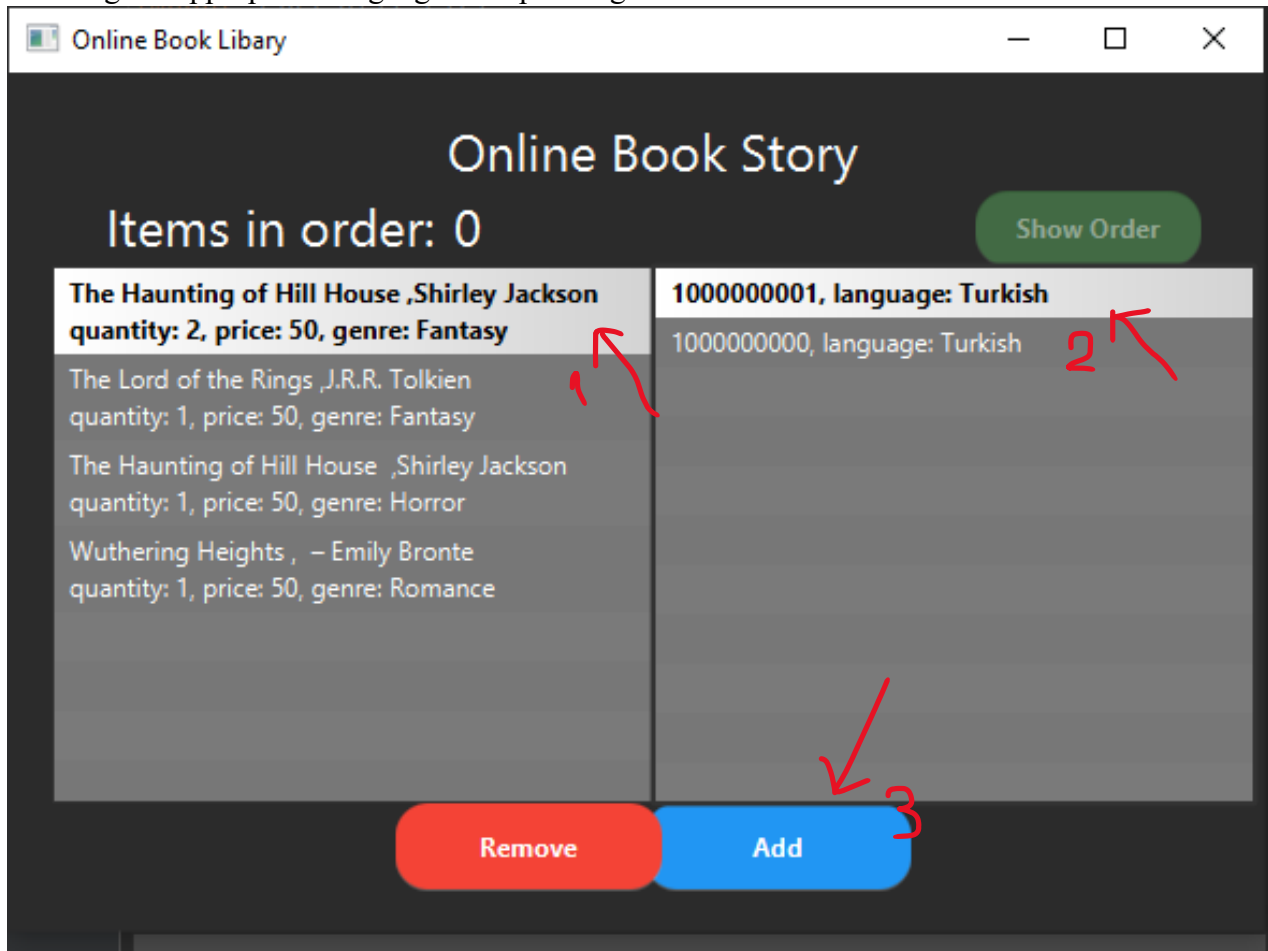 Online Book Libary
Online Book Story
Items in order: 0
Show Order
The Haunting of Hill House ,Shirley Jackson
quantity: 2, price: 50, genre: Fantasy
The Lord of the Rings ,J.R.R. Tolkien
quantity: 1, price: 50, genre: Fantasy
The Haunting of Hill House  ,Shirley Jackson
quantity: 1, price: 50, genre: Horror
Wuthering Heights ,  – Emily Bronte
quantity: 1, price: 50, genre: Romance
1
1000000001, language: Turkish
1000000000, language: Turkish
2
Remove
Add
3